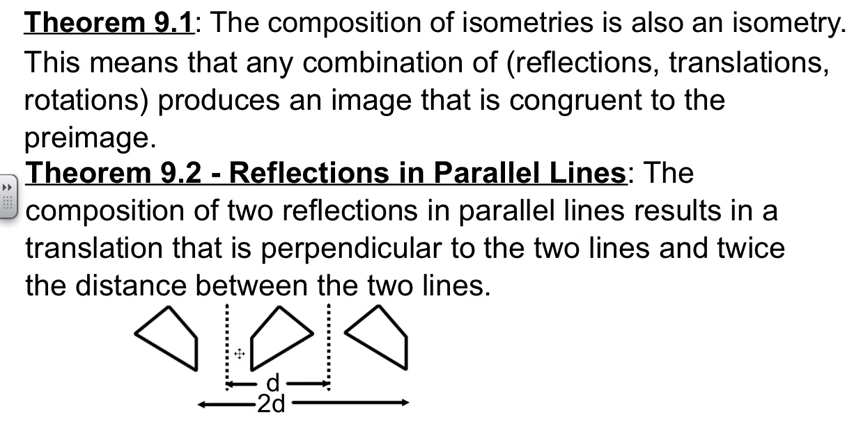 Theorem 9.1: The composition of isometries is also an isometry.
This means that any combination of (reflections, translations,
rotations) produces an image that is congruent to the
preimage.
Theorem 9.2 - Reflections in Parallel Lines: The
composition of two reflections in parallel lines results in a
translation that is perpendicular to the two lines and twice
the distance between the two lines.
d
2d